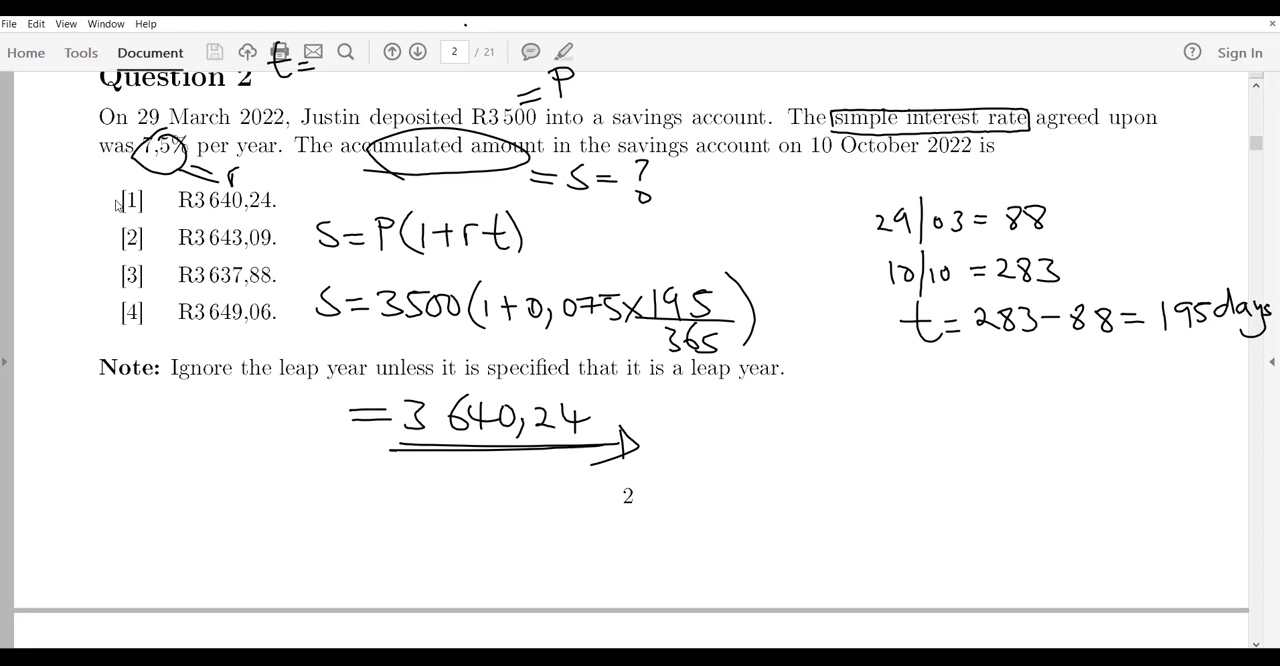 File Edit View Window Help
Home Tools Document 2 / 21 Sign In
Question 2 t =
= P
On 29 March 2022, Justin deposited R3 500 into a savings account. The simple interest rate agreed upon
was 7,5% per year. The accumulated amount in the savings account on 10 October 2022 is
= r
= S = ?
[1] R3 640,24.
[2] R3 643,09.
[3] R3 637,88.
[4] R3 649,06.
S = P(1+rt)
S = 3500(1+0,075×195/365)
29/03 = 88
10/10 = 283
t = 283 – 88 = 195 days
Note: Ignore the leap year unless it is specified that it is a leap year.
= 3 640,24
2